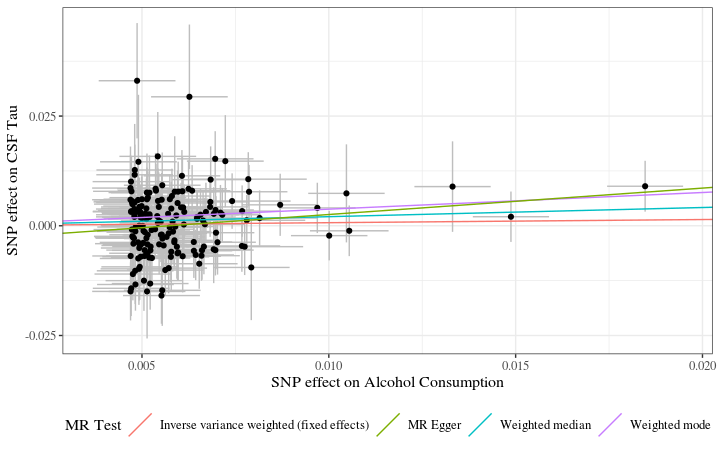 SNP effect on CSF Tau
0.025
0.000
-0.025
0.005
0.010
0.015
0.020
SNP effect on Alcohol Consumption
MR Test
Inverse variance weighted (fixed effects)
MR Egger
Weighted median
Weighted mode